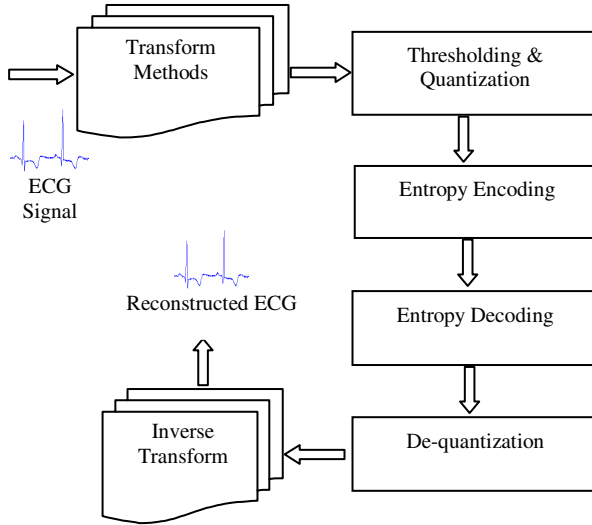 Transform
Methods
Thresholding &
Quantization
ECG
Signal
Entropy Encoding
Reconstructed ECG
Entropy Decoding
Inverse
Transform
De-quantization